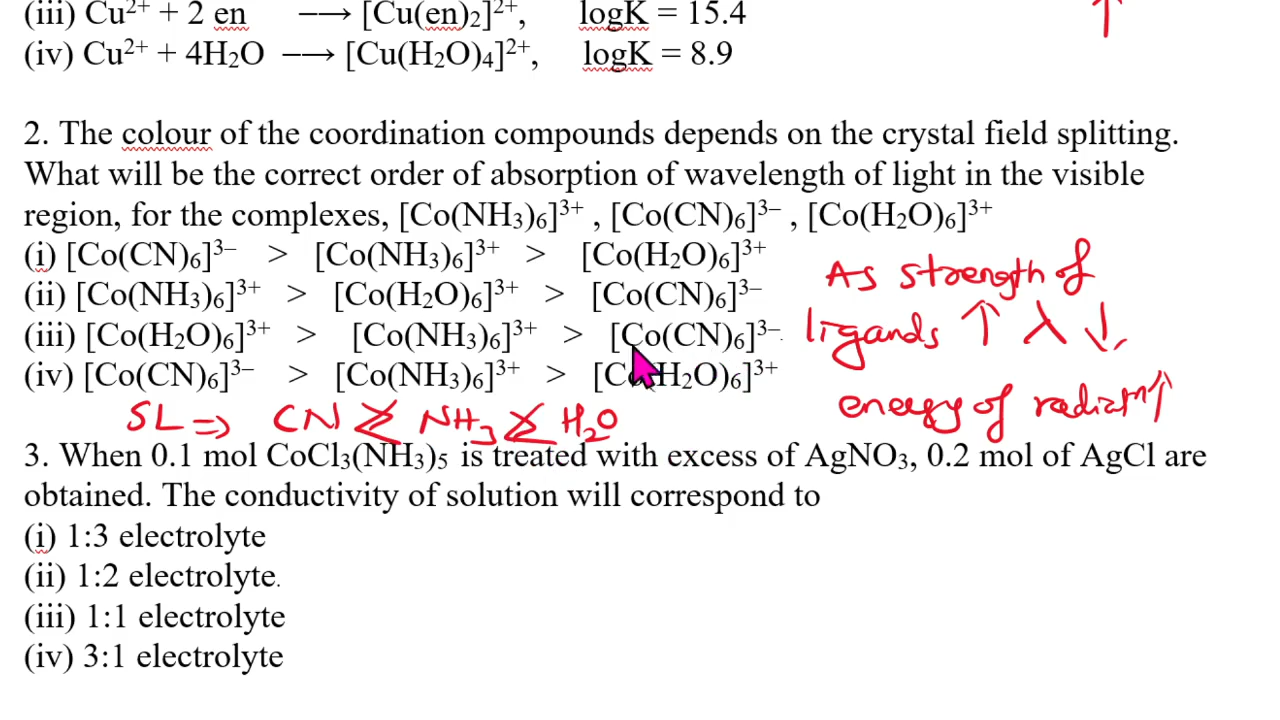 (iii) Cu²⁺ + 2 en ⟶ [Cu(en)₂]²⁺, logK = 15.4
(iv) Cu²⁺ + 4H₂O ⟶ [Cu(H₂O)₄]²⁺, logK = 8.9
2. The colour of the coordination compounds depends on the crystal field splitting.
What will be the correct order of absorption of wavelength of light in the visible
region, for the complexes, [Co(NH₃)₆]³⁺ , [Co(CN)₆]³⁻ , [Co(H₂O)₆]³⁺
(i) [Co(CN)₆]³⁻ > [Co(NH₃)₆]³⁺ > [Co(H₂O)₆]³⁺
(ii) [Co(NH₃)₆]³⁺ > [Co(H₂O)₆]³⁺ > [Co(CN)₆]³⁻
(iii) [Co(H₂O)₆]³⁺ > [Co(NH₃)₆]³⁺ > [Co(CN)₆]³⁻
(iv) [Co(CN)₆]³⁻ > [Co(NH₃)₆]³⁺ > [Co(H₂O)₆]³⁺
As strength of
ligands ↑ λ ↓
energy of radiatⁿ ↑
SL ⇒ CN > NH₃ > H₂O
3. When 0.1 mol CoCl₃(NH₃)₅ is treated with excess of AgNO₃, 0.2 mol of AgCl are
obtained. The conductivity of solution will correspond to
(i) 1:3 electrolyte
(ii) 1:2 electrolyte.
(iii) 1:1 electrolyte
(iv) 3:1 electrolyte